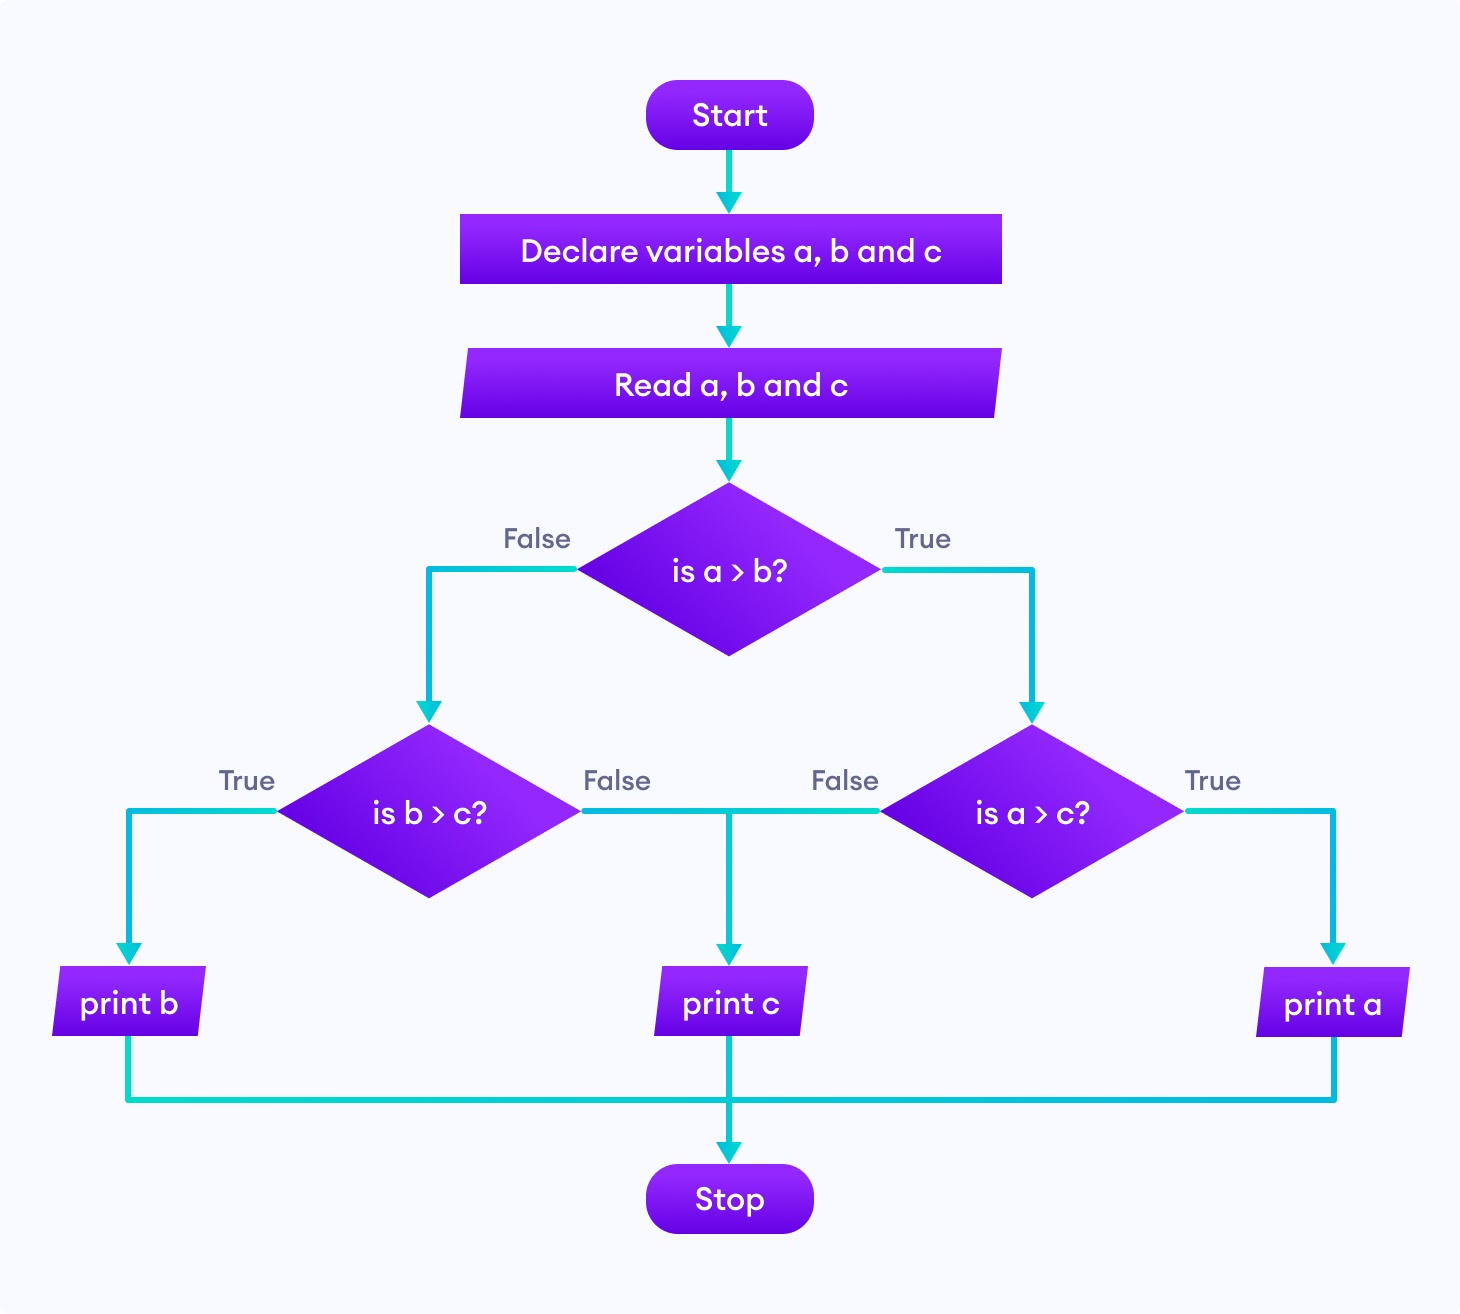 Start
Declare variables a, b and c
Read a, b and c
False
True
is a > b?
True
False
False
True
is b > c?
is a > c?
print b
print c
print a
Stop